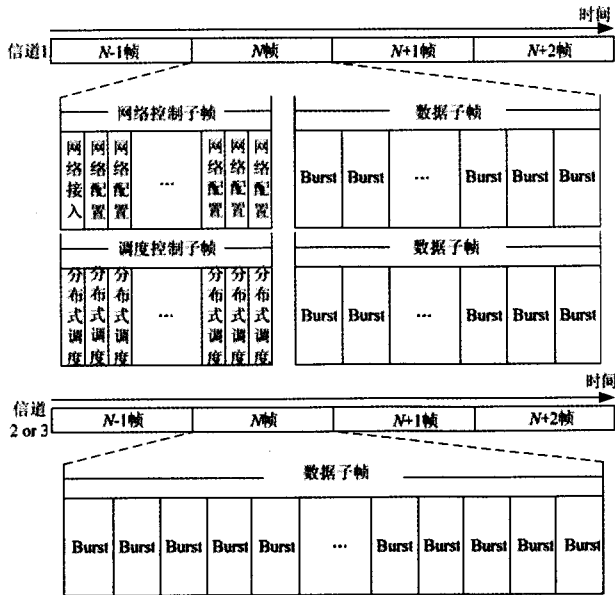 时间
信道1 N-1帧 N帧 N+1帧 N+2帧
网络控制子帧 数据子帧
网络接入 网络配置 网络配置 … 网络配置 网络配置 网络配置 Burst Burst … Burst Burst Burst
调度控制子帧 数据子帧
分布式调度 分布式调度 分布式调度 … 分布式调度 分布式调度 分布式调度 Burst Burst … Burst Burst Burst
时间
信道
2 or 3 N-1帧 N帧 N+1帧 N+2帧
数据子帧
Burst Burst Burst Burst Burst … Burst Burst Burst Burst Burst